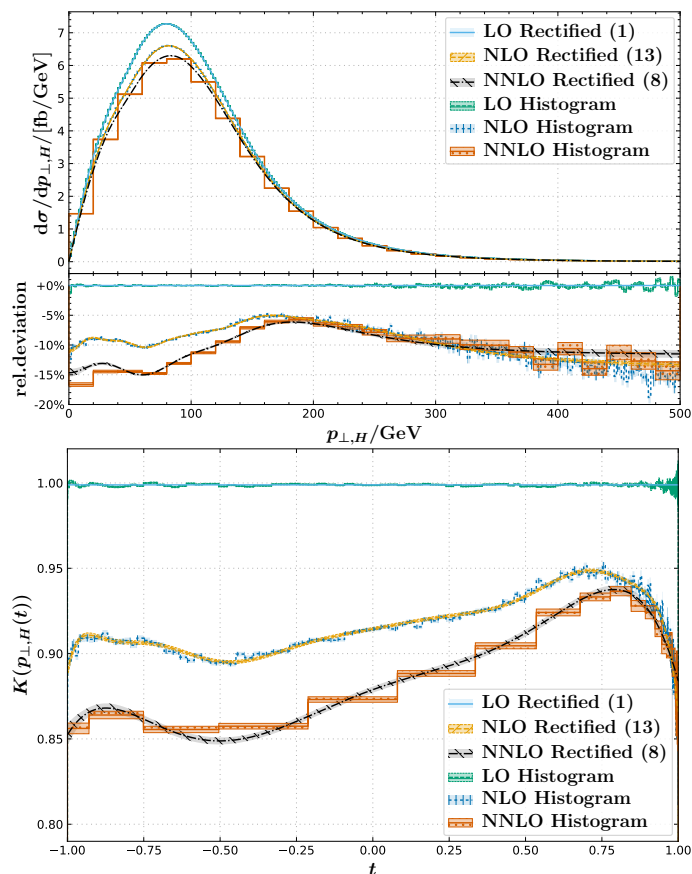 7
6
5
4
3
2
1
0
dσ/dp⊥,H/[fb/GeV]
LO Rectified (1)
NLO Rectified (13)
NNLO Rectified (8)
LO Histogram
NLO Histogram
NNLO Histogram
+0%
-5%
-10%
-15%
-20%
rel.deviation
0 100 200 300 400 500
p⊥,H/GeV
1.00
0.95
0.90
0.85
0.80
K(p⊥,H(t))
LO Rectified (1)
NLO Rectified (13)
NNLO Rectified (8)
LO Histogram
NLO Histogram
NNLO Histogram
−1.00 −0.75 −0.50 −0.25 0.00 0.25 0.50 0.75 1.00
t